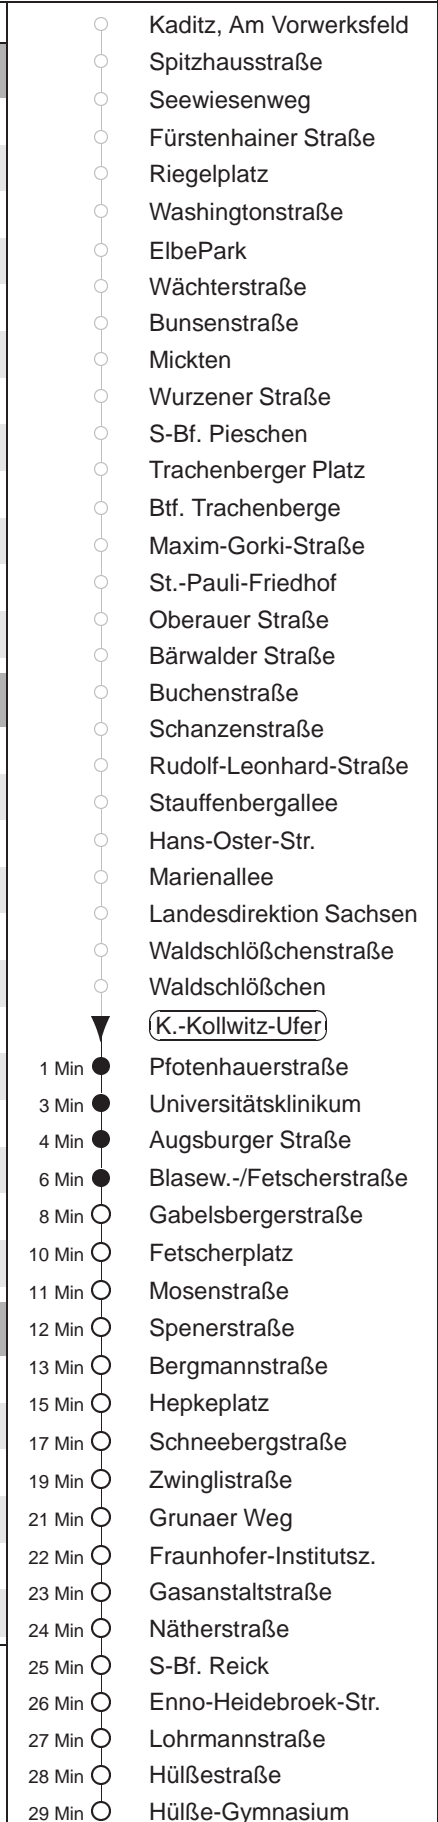 Kaditz, Am Vorwerksfeld
Spitzhausstraße
Seewiesenweg
Fürstenhainer Straße
Riegelplatz
Washingtonstraße
ElbePark
Wächterstraße
Bunsenstraße
Mickten
Wurzener Straße
S-Bf. Pieschen
Trachenberger Platz
Btf. Trachenberge
Maxim-Gorki-Straße
St.-Pauli-Friedhof
Oberauer Straße
Bärwalder Straße
Buchenstraße
Schanzenstraße
Rudolf-Leonhard-Straße
Stauffenbergallee
Hans-Oster-Str.
Marienallee
Landesdirektion Sachsen
Waldschlößchenstraße
Waldschlößchen
K.-Kollwitz-Ufer
1 Min Pfotenhauerstraße
3 Min Universitätsklinikum
4 Min Augsburger Straße
6 Min Blasew.-/Fetscherstraße
8 Min Gabelsbergerstraße
10 Min Fetscherplatz
11 Min Mosenstraße
12 Min Spenerstraße
13 Min Bergmannstraße
15 Min Hepkeplatz
17 Min Schneebergstraße
19 Min Zwinglistraße
21 Min Grunaer Weg
22 Min Fraunhofer-Institutsz.
23 Min Gasanstaltstraße
24 Min Nätherstraße
25 Min S-Bf. Reick
26 Min Enno-Heidebroek-Str.
27 Min Lohrmannstraße
28 Min Hülßestraße
29 Min Hülße-Gymnasium